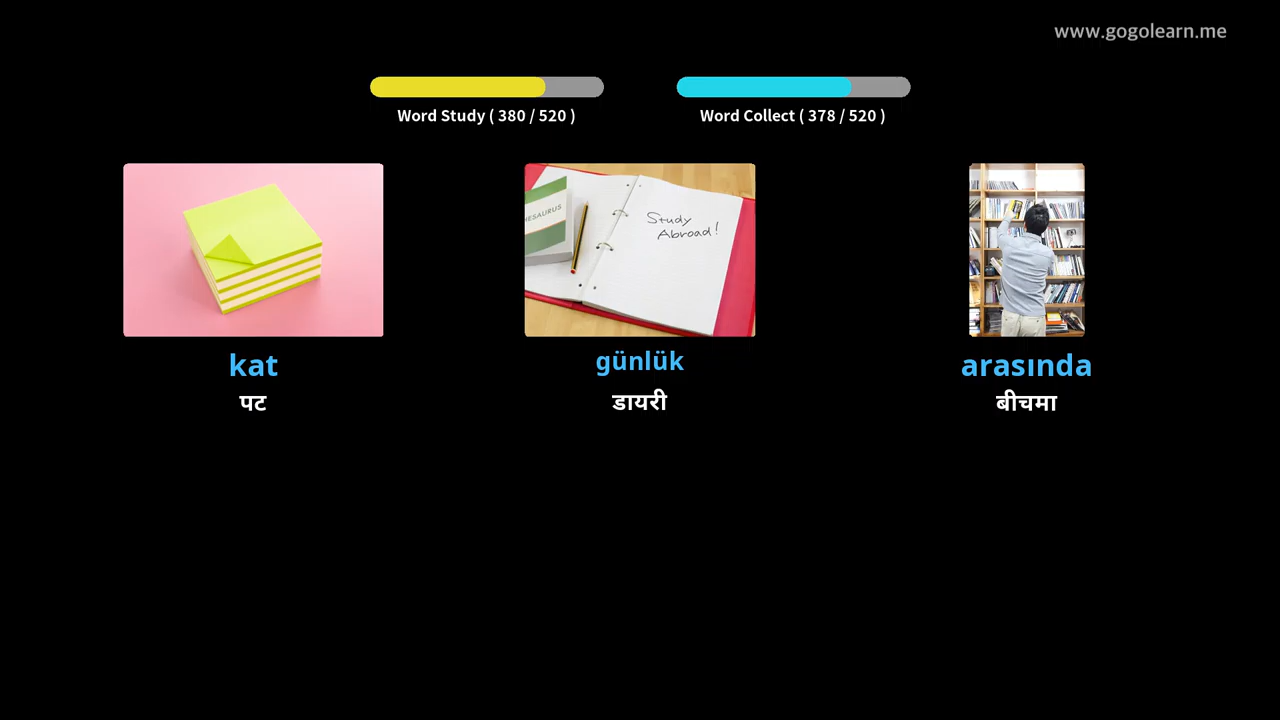 www.gogolearn.me
Word Study ( 380 / 520 )
Word Collect ( 378 / 520 )
HESAURUS
Study
Abroad!
kat
günlük
arasında
पट
डायरी
बीचमा